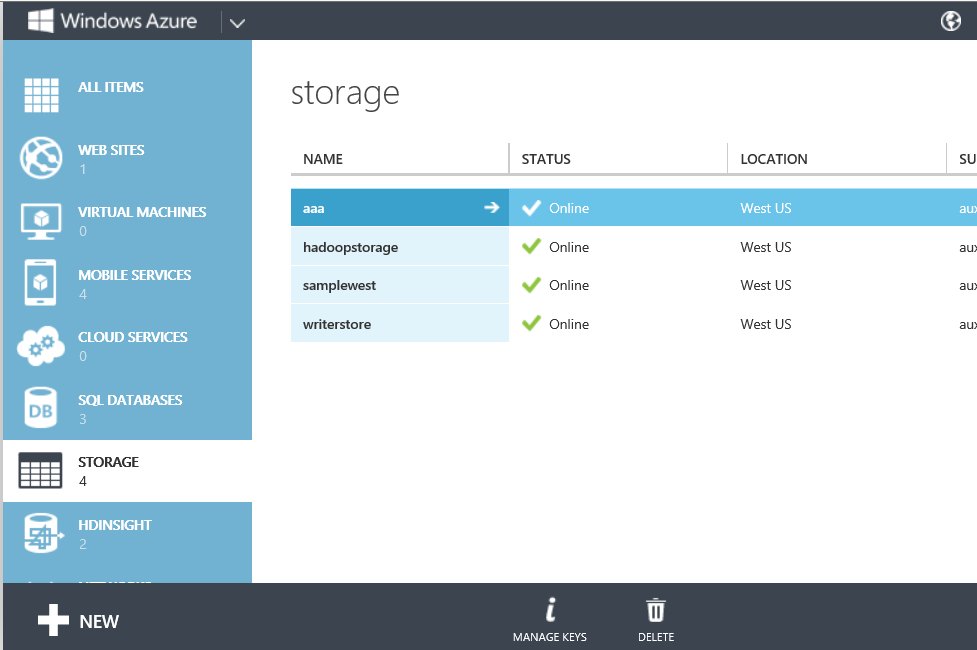 Windows Azure
ALL ITEMS
WEB SITES
1
VIRTUAL MACHINES
0
MOBILE SERVICES
4
CLOUD SERVICES
0
SQL DATABASES
DB
3
STORAGE
4
HDINSIGHT
2
storage
NAME STATUS LOCATION SU
aaa Online West US aux
hadoopstorage Online West US aux
samplewest Online West US aux
writerstore Online West US aux
NEW
MANAGE KEYS
DELETE